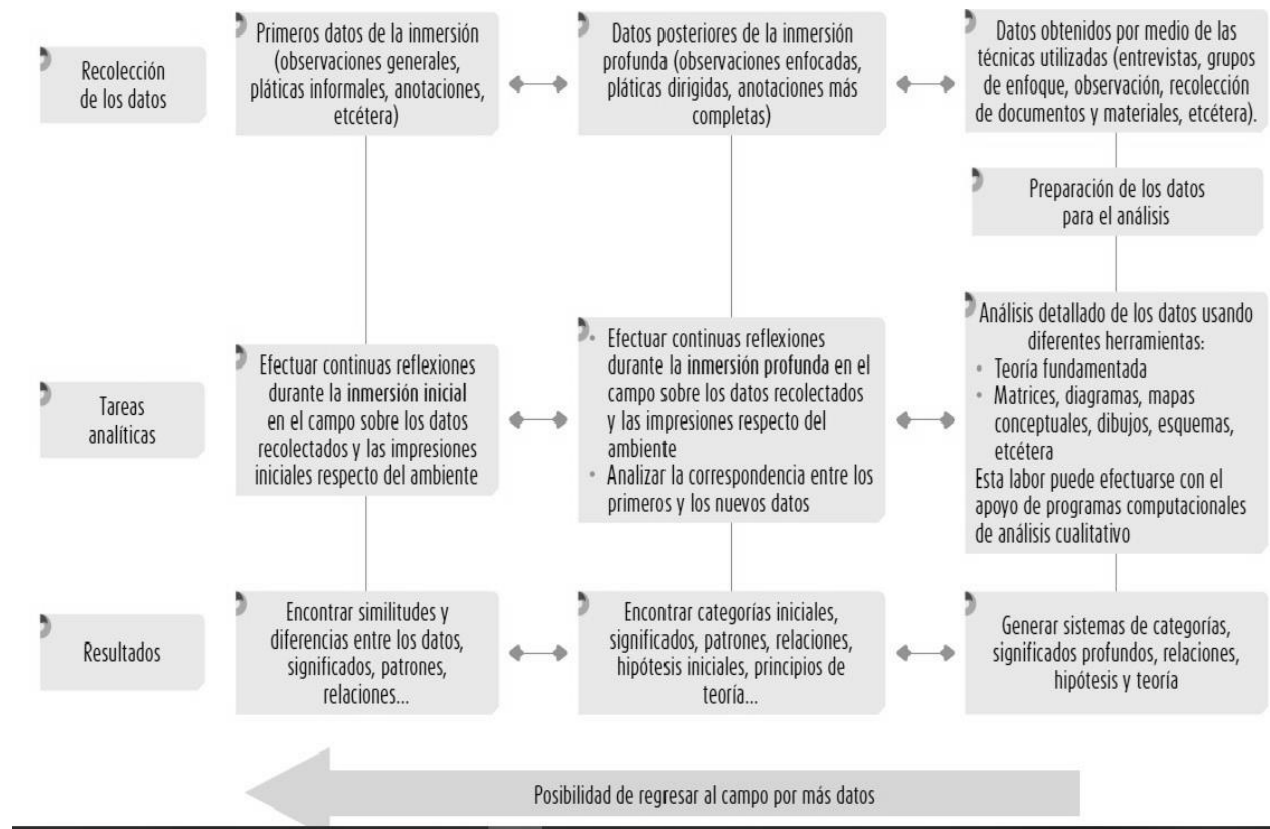 Recolección
de los datos
Primeros datos de la inmersión
(observaciones generales,
pláticas informales, anotaciones,
etcétera)
Datos posteriores de la inmersión
profunda (observaciones enfocadas,
pláticas dirigidas, anotaciones más
completas)
Datos obtenidos por medio de las
técnicas utilizadas (entrevistas, grupos
de enfoque, observación, recolección
de documentos y materiales, etcétera).
Preparación de los datos
para el análisis
Tareas
analíticas
Efectuar continuas reflexiones
durante la inmersión inicial
en el campo sobre los datos
recolectados y las impresiones
iniciales respecto del ambiente
• Efectuar continuas reflexiones
durante la inmersión profunda en el
campo sobre los datos recolectados
y las impresiones respecto del
ambiente
• Analizar la correspondencia entre los
primeros y los nuevos datos
Análisis detallado de los datos usando
diferentes herramientas:
• Teoría fundamentada
• Matrices, diagramas, mapas
conceptuales, dibujos, esquemas,
etcétera
Esta labor puede efectuarse con el
apoyo de programas computacionales
de análisis cualitativo
Resultados
Encontrar similitudes y
diferencias entre los datos,
significados, patrones,
relaciones...
Encontrar categorías iniciales,
significados, patrones, relaciones,
hipótesis iniciales, principios de
teoría...
Generar sistemas de categorías,
significados profundos, relaciones,
hipótesis y teoría
Posibilidad de regresar al campo por más datos